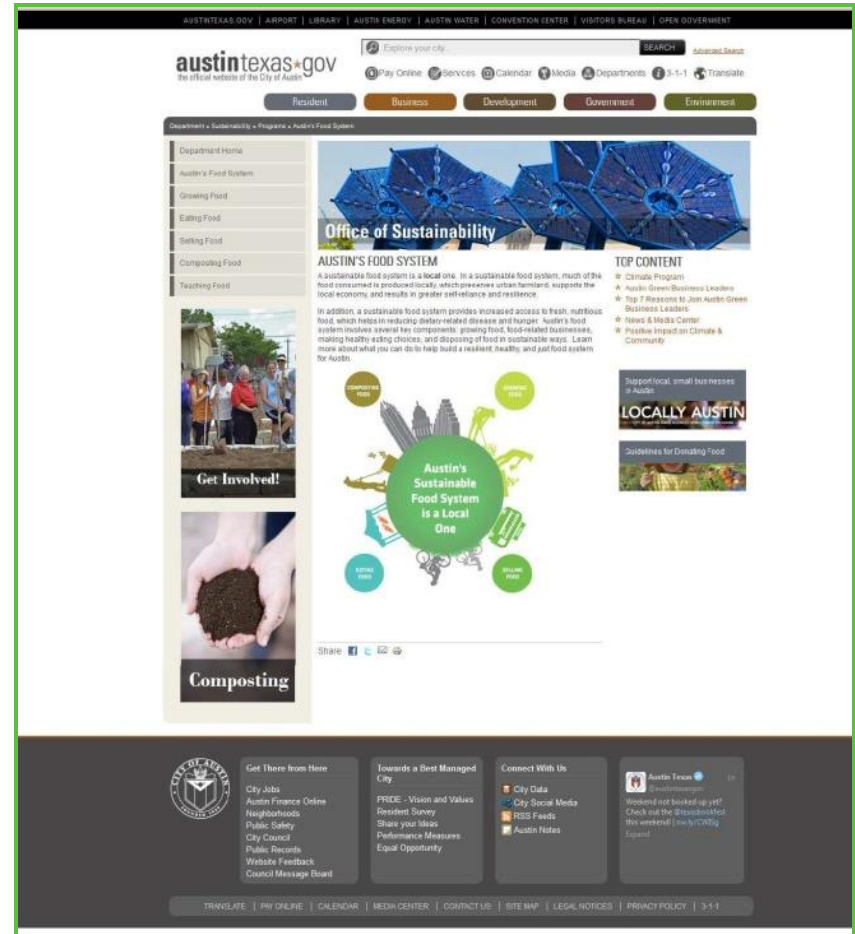 AUSTINTEXAS.GOV | AIRPORT | LIBRARY | AUSTIN ENERGY | AUSTIN WATER | CONVENTION CENTER | VISITORS BUREAU | OPEN GOVERNMENT
Explore your city...
SEARCH
Advanced Search
austintexas.gov
the official website of the City of Austin
Pay Online Services Calendar Media Departments 3-1-1 Translate
Resident Business Development Government Environment
Department » Sustainability » Programs » Austin's Food System
Department Home
Austin's Food System
Growing Food
Eating Food
Selling Food
Composting Food
Teaching Food
Get Involved!
Composting
Office of Sustainability
AUSTIN'S FOOD SYSTEM
A sustainable food system is a local one. In a sustainable food system, much of the
food consumed is produced locally, which preserves urban farmland, supports the
local economy, and results in greater self-reliance and resilience.
In addition, a sustainable food system provides increased access to fresh, nutritious
food, which helps in reducing dietary-related disease and hunger. Austin's food
system involves several key components: growing food, food-related businesses,
making healthy eating choices, and disposing of food in sustainable ways. Learn
more about what you can do to help build a resilient, healthy, and just food system
for Austin.
COMPOSTING
FOOD
GROWING
FOOD
Austin's
Sustainable
Food System
is a Local
One
EATING
FOOD
SELLING
FOOD
Share
TOP CONTENT
Climate Program
Austin Green Business Leaders
Top 7 Reasons to Join Austin Green
Business Leaders
News & Media Center
Positive Impact on Climate &
Community
Support local, small businesses
in Austin
LOCALLY AUSTIN
Guidelines for Donating Food
CITY OF AUSTIN
FOUNDED 1839
Get There from Here
City Jobs
Austin Finance Online
Neighborhoods
Public Safety
City Council
Public Records
Website Feedback
Council Message Board
Towards a Best Managed
City
PRIDE - Vision and Values
Resident Survey
Share your Ideas
Performance Measures
Equal Opportunity
Connect With Us
City Data
City Social Media
RSS Feeds
Austin Notes
Austin Texas
@austintexasgov
Weekend not booked up yet?
Check out the @texasbookfest
this weekend!
Expand
TRANSLATE | PAY ONLINE | CALENDAR | MEDIA CENTER | CONTACT US | SITE MAP | LEGAL NOTICES | PRIVACY POLICY | 3-1-1